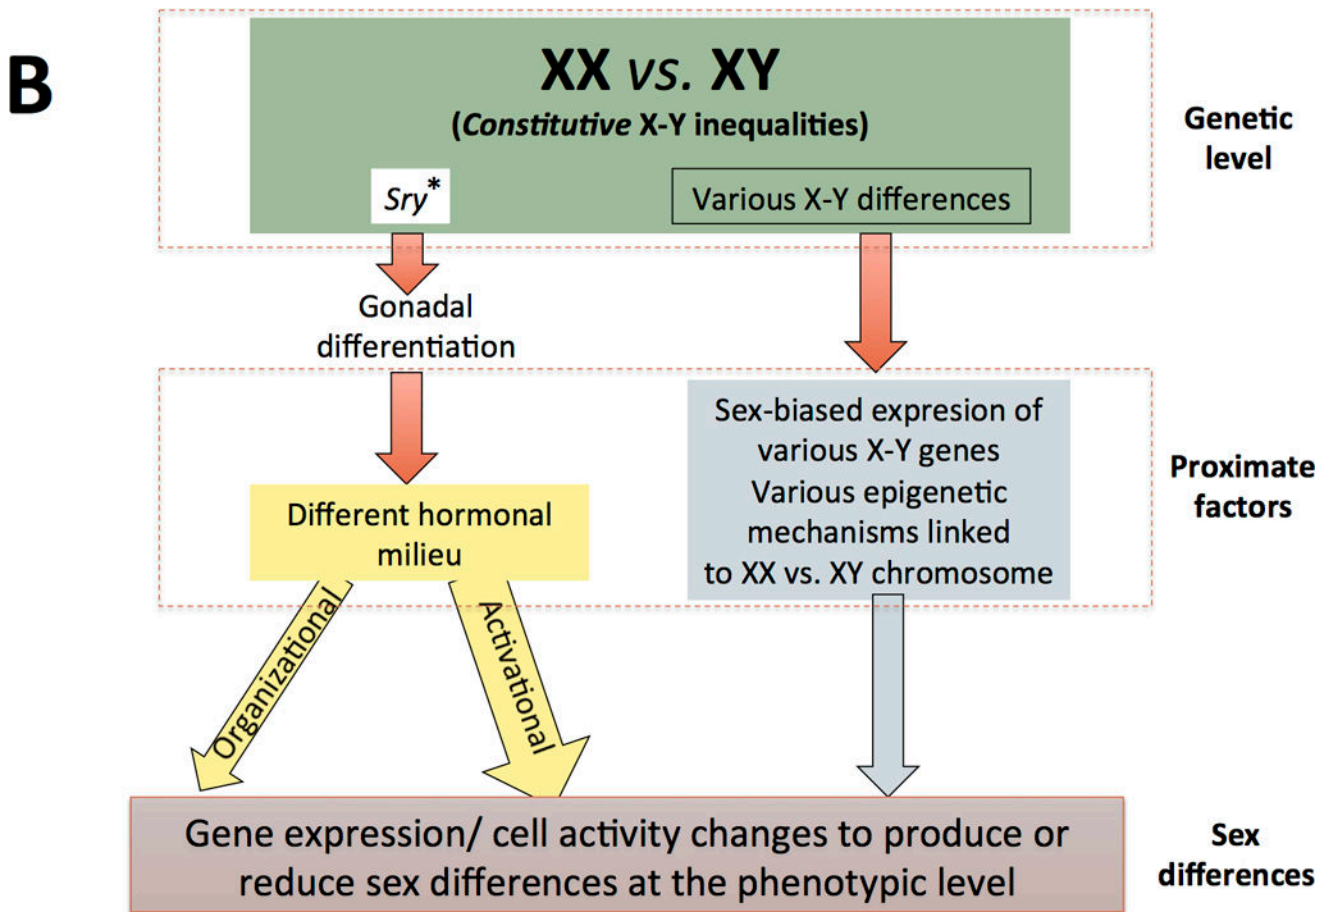 B
XX vs. XY
(Constitutive X-Y inequalities)
Genetic
level
Sry*
Various X-Y differences
Gonadal
differentiation
Sex-biased expresion of
various X-Y genes
Various epigenetic
mechanisms linked
to XX vs. XY chromosome
Proximate
factors
Different hormonal
milieu
Organizational
Activational
Gene expression/ cell activity changes to produce or
reduce sex differences at the phenotypic level
Sex
differences